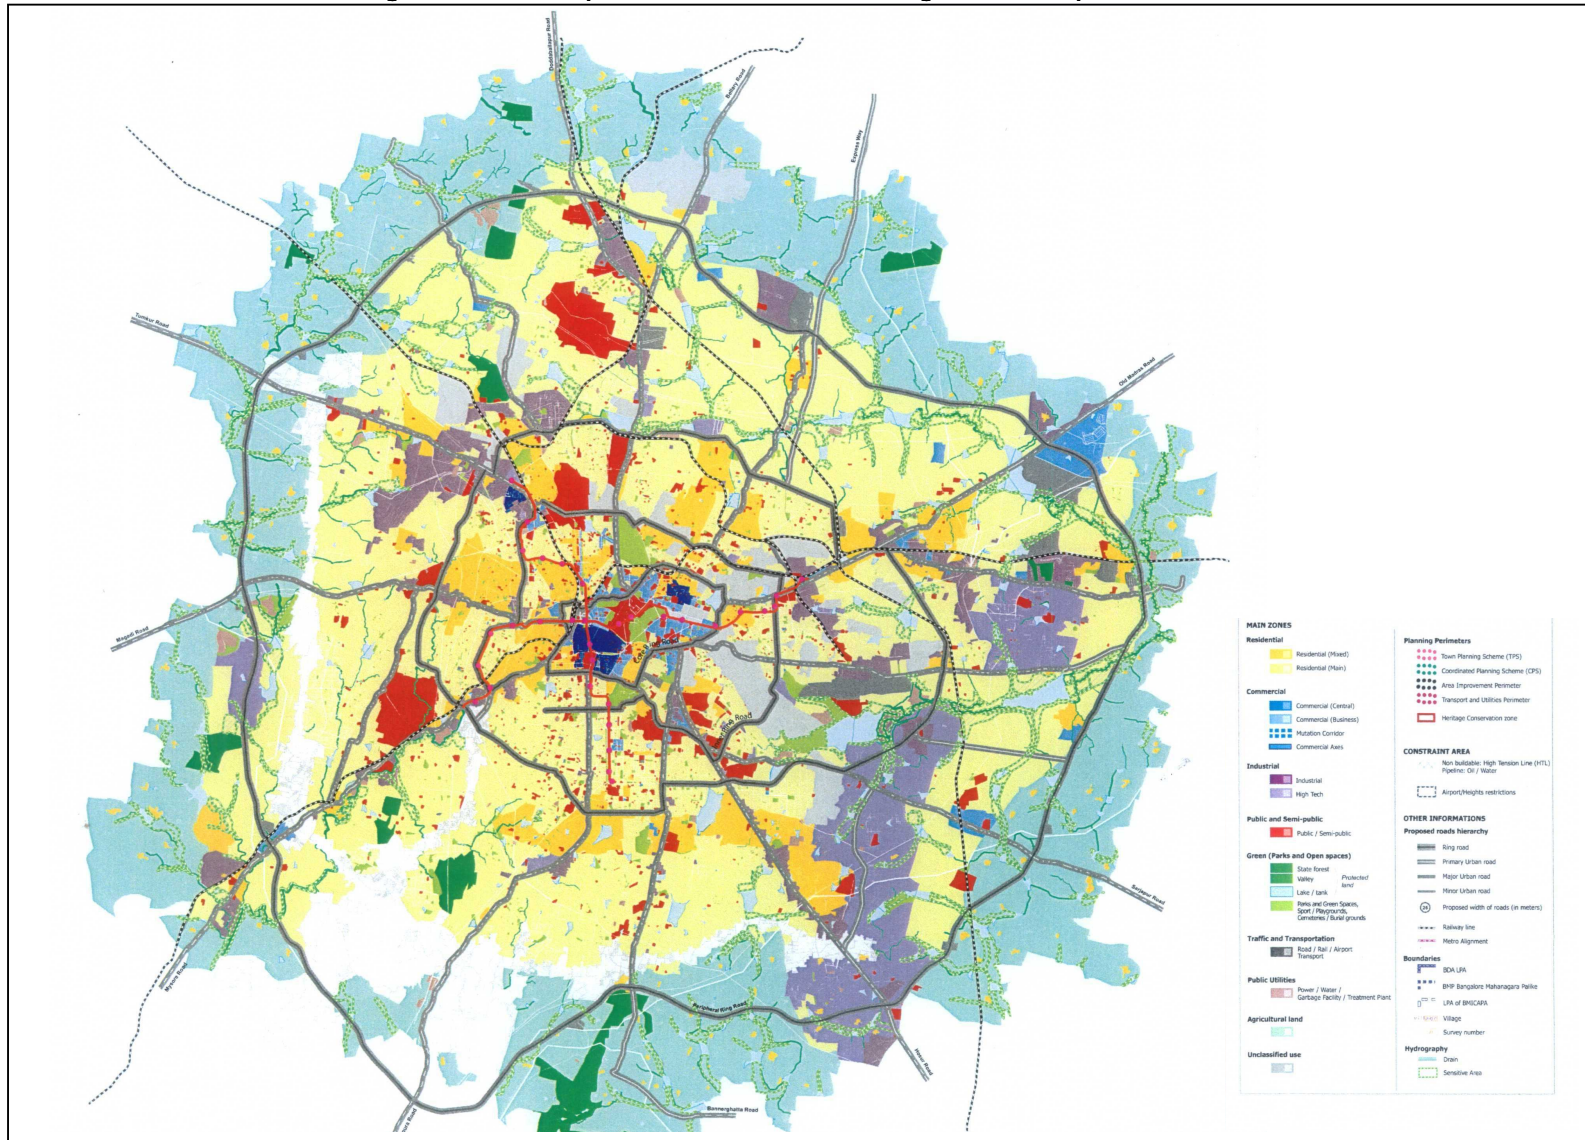 Doddaballapur Road
Bellary Road
Express Way
Tumkur Road
Old Madras Road
Magadi Road
Sarjapur Road
Mysore Road
Peripheral Ring Road
Hosur Road
Bannerghatta Road
MAIN ZONES
Residential
Residential (Mixed)
Residential (Main)
Commercial
Commercial (Central)
Commercial (Business)
Mutation Corridor
Commercial Axes
Industrial
Industrial
High Tech
Public and Semi-public
Public / Semi-public
Green (Parks and Open spaces)
State forest
Valley
Protected
land
Lake / tank
Parks and Green Spaces,
Sport / Playgrounds,
Cemeteries / Burial grounds
Traffic and Transportation
Road / Rail / Airport
Transport
Public Utilities
Power / Water /
Garbage Facility / Treatment Plant
Agricultural land
Unclassified use
Planning Perimeters
Town Planning Scheme (TPS)
Coordinated Planning Scheme (CPS)
Area Improvement Perimeter
Transport and Utilities Perimeter
Heritage Conservation zone
CONSTRAINT AREA
Non buildable: High Tension Line (HTL)
Pipeline: Oil / Water
Airport/Heights restrictions
OTHER INFORMATIONS
Proposed roads hierarchy
Ring road
Primary Urban road
Major Urban road
Minor Urban road
Proposed width of roads (in meters)
Railway line
Metro Alignment
Boundaries
BDA LPA
BMP Bangalore Mahanagara Palike
LPA of BMICAPA
Village
Survey number
Hydrography
Drain
Sensitive Area